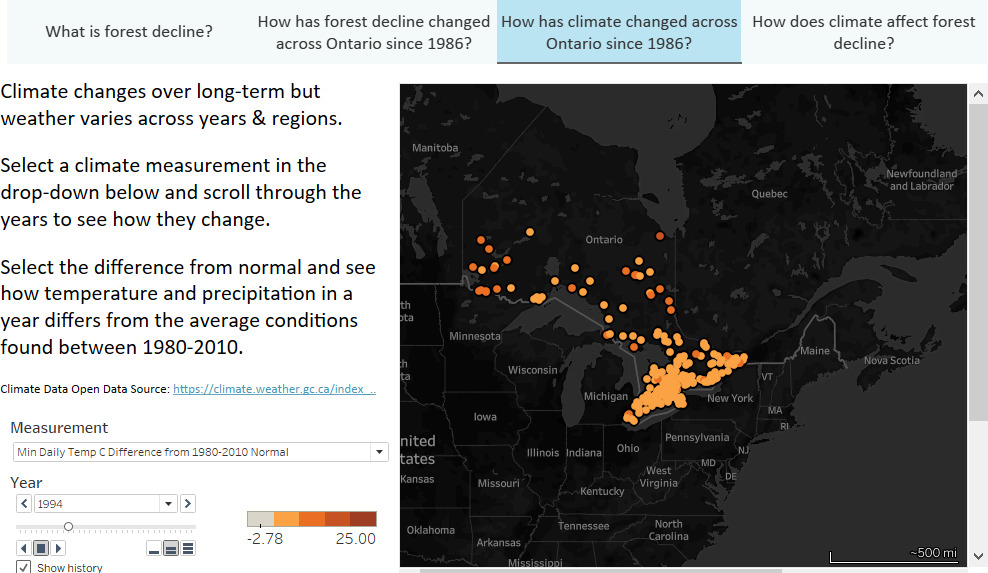 What is forest decline?
How has forest decline changed
across Ontario since 1986?
How has climate changed across
Ontario since 1986?
How does climate affect forest
decline?
Climate changes over long-term but
weather varies across years & regions.
Select a climate measurement in the
drop-down below and scroll through the
years to see how they change.
Select the difference from normal and see
how temperature and precipitation in a
year differs from the average conditions
found between 1980-2010.
Climate Data Open Data Source: https://climate.weather.gc.ca/index_..
Measurement
Min Daily Temp C Difference from 1980-2010 Normal
Year
1994
-2.78
25.00
Show history
Manitoba
Newfoundland
and Labrador
Quebec
Ontario
th
ota
Minnesota
Maine
Nova Scotia
th
ta
Wisconsin
VT
Michigan
New York
MA
RI
Iowa
nited
tates
Pennsylvania
NJ
Illinois
Indiana
Ohio
MD
DE
Kansas
Missouri
West
Virginia
Kentucky
Oklahoma
Tennessee
North
Carolina
Arkansas
Mississippi
~500 mi